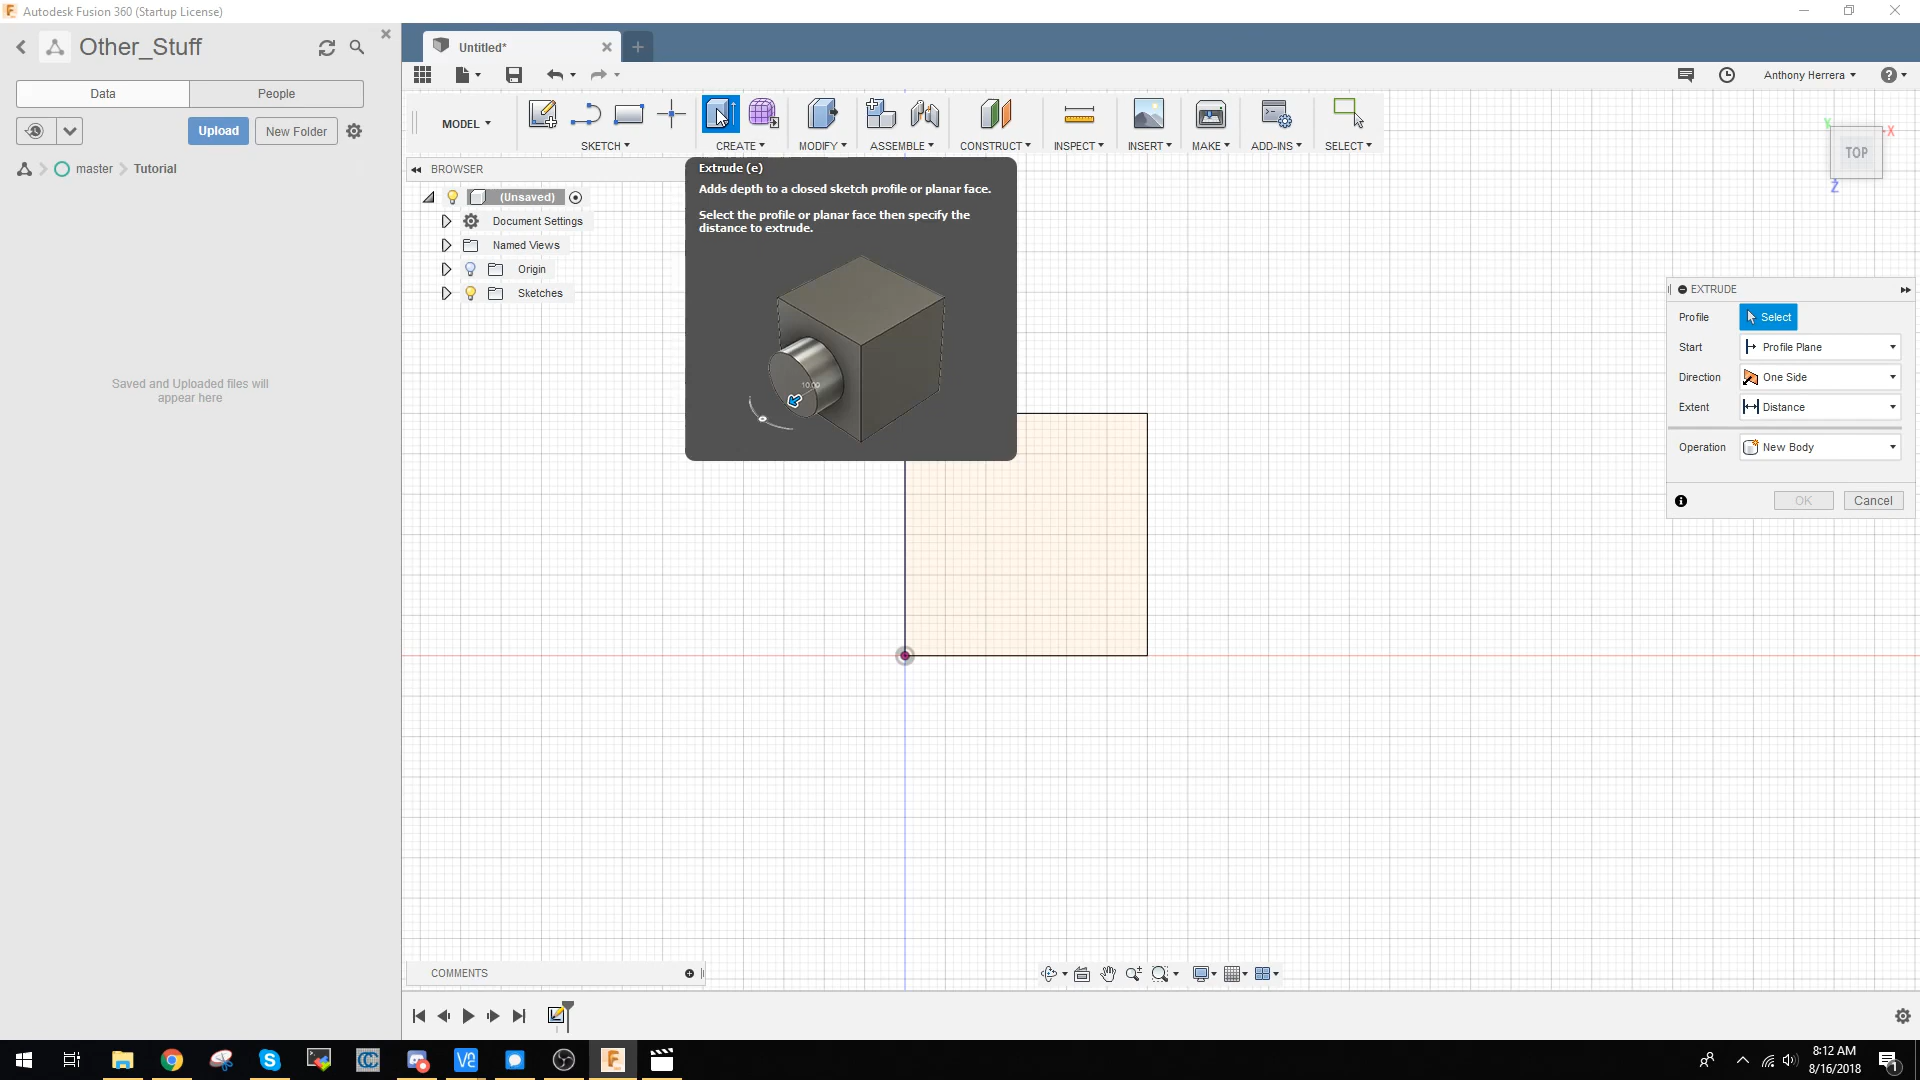 Autodesk Fusion 360 (Startup License)
Other_Stuff
Data
People
Upload
New Folder
master
Tutorial
Saved and Uploaded files will
appear here
Untitled*
Anthony Herrera
MODEL
SKETCH
CREATE
MODIFY
ASSEMBLE
CONSTRUCT
INSPECT
INSERT
MAKE
ADD-INS
SELECT
BROWSER
(Unsaved)
Document Settings
Named Views
Origin
Sketches
Extrude (e)
Adds depth to a closed sketch profile or planar face.
Select the profile or planar face then specify the
distance to extrude.
10.00
Y
X
TOP
Z
EXTRUDE
Profile
Select
Start
Profile Plane
Direction
One Side
Extent
Distance
Operation
New Body
OK
Cancel
COMMENTS
8:12 AM
8/16/2018
1